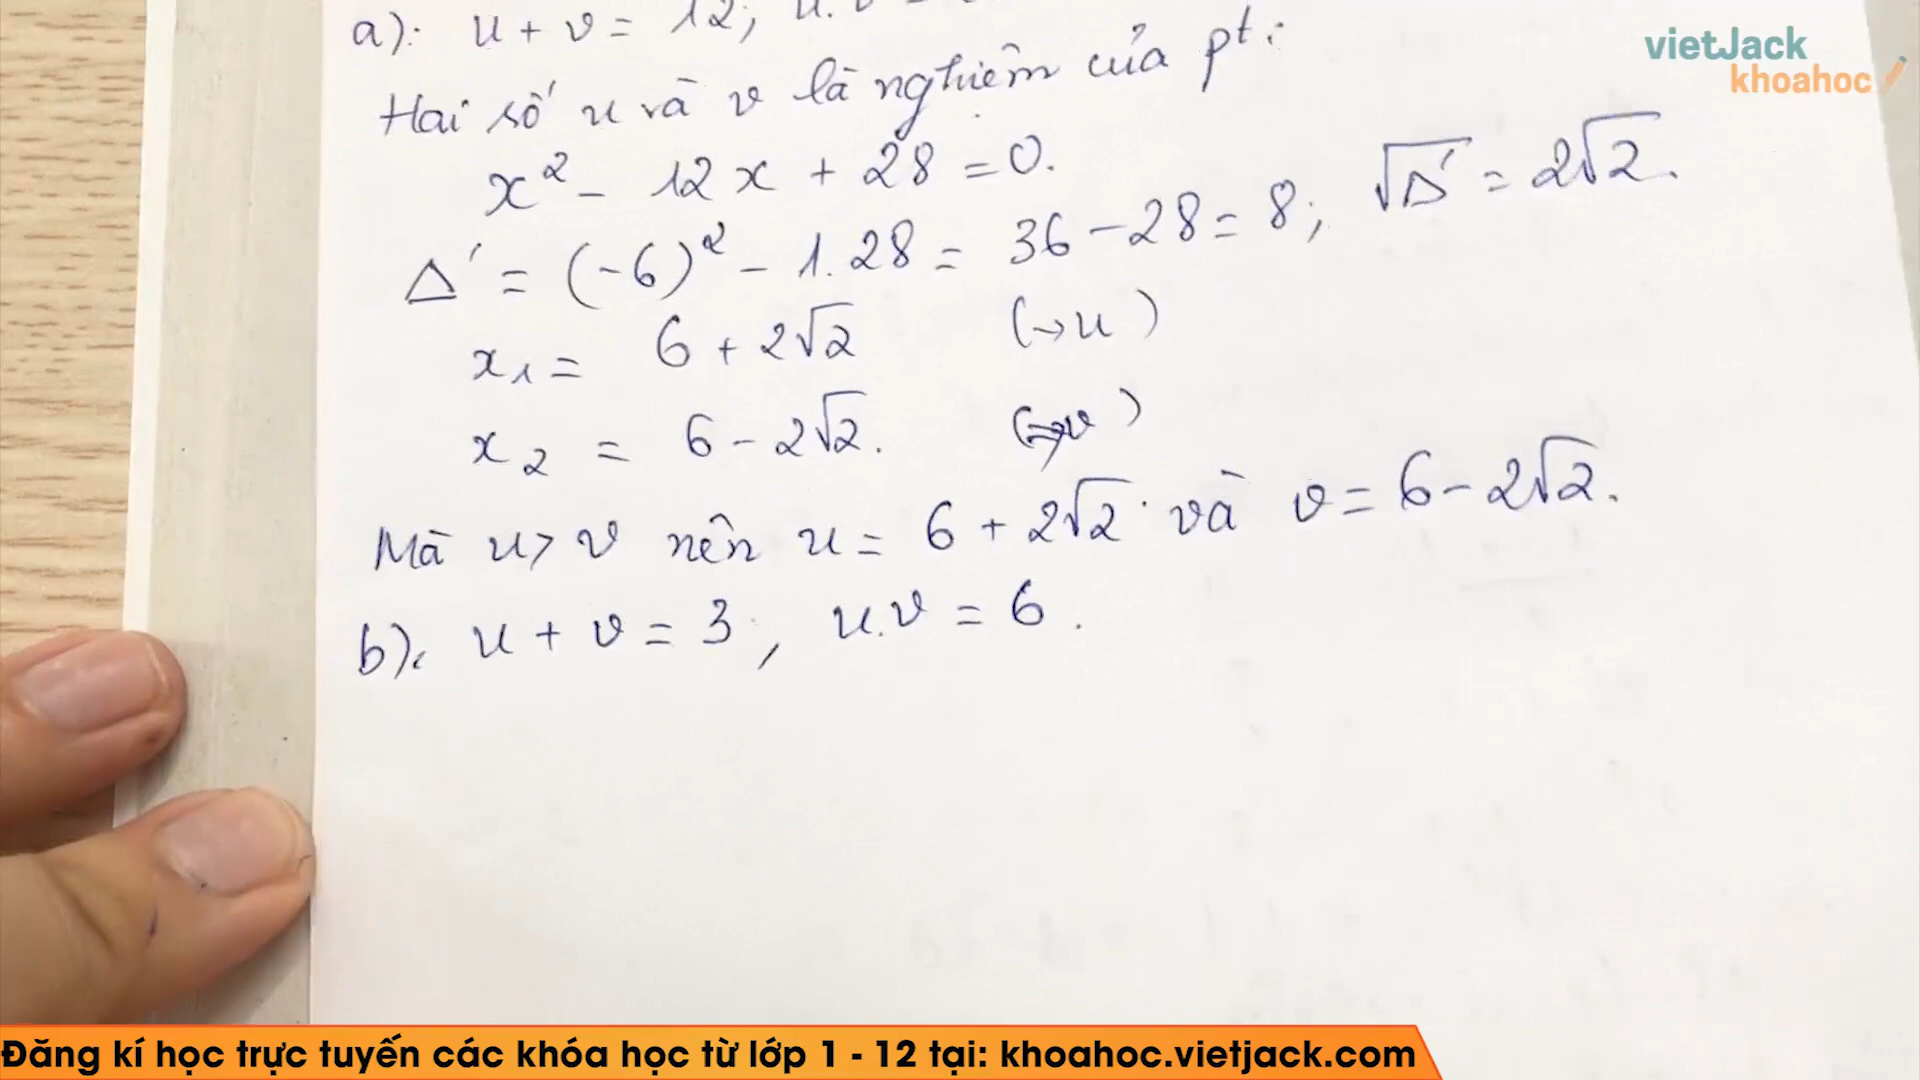 a): u + v = 12; u.v
vietJack
khoahoc
Hai số u và v là nghiệm của pt:
x² - 12x + 28 = 0.
Δ' = (-6)² - 1.28 = 36 - 28 = 8; √Δ' = 2√2.
x₁ = 6 + 2√2 (→ u)
x₂ = 6 - 2√2. (→ v)
Mà u > v nên u = 6 + 2√2 và v = 6 - 2√2.
b). u + v = 3, u.v = 6.
Đăng kí học trực tuyến các khóa học từ lớp 1 - 12 tại: khoahoc.vietjack.com